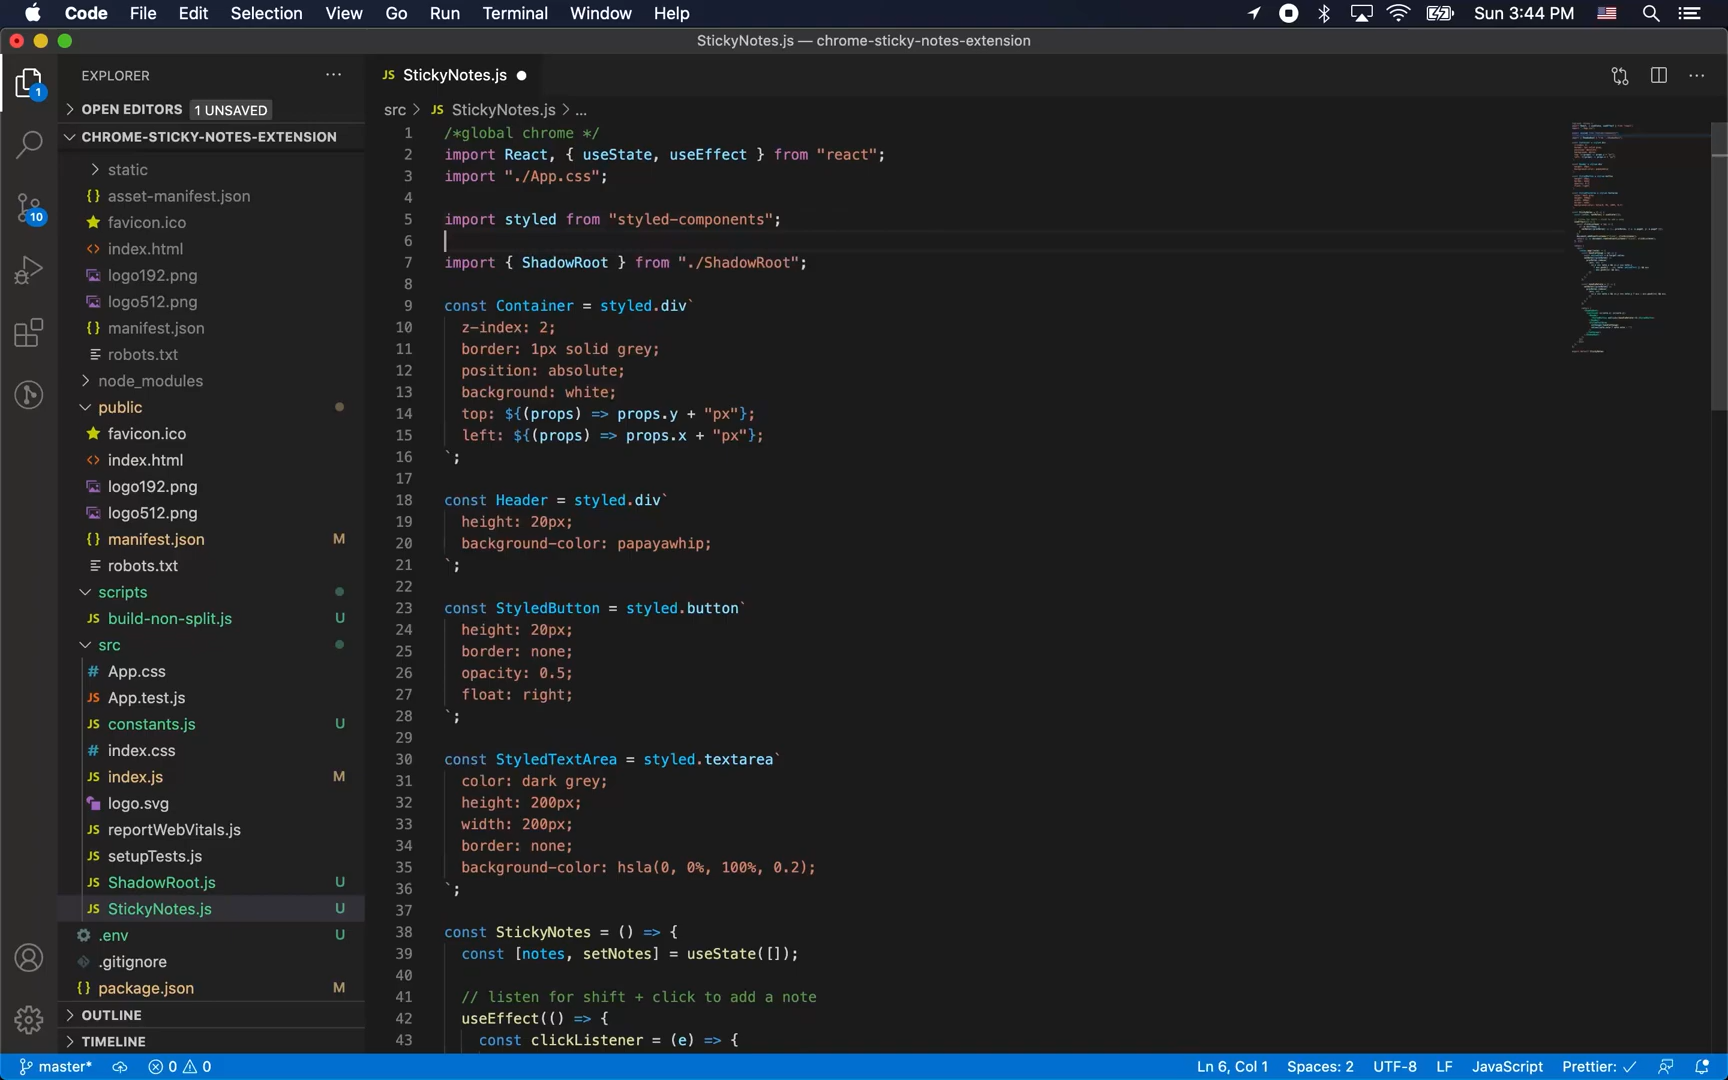 Code File Edit Selection View Go Run Terminal Window Help Sun 3:44 PM
StickyNotes.js — chrome-sticky-notes-extension
EXPLORER ...
OPEN EDITORS 1 UNSAVED
CHROME-STICKY-NOTES-EXTENSION
static
{} asset-manifest.json
favicon.ico
<> index.html
logo192.png
logo512.png
{} manifest.json
robots.txt
node_modules
public
favicon.ico
<> index.html
logo192.png
logo512.png
{} manifest.json M
robots.txt
scripts
JS build-non-split.js U
src
# App.css
JS App.test.js
JS constants.js U
# index.css
JS index.js M
logo.svg
JS reportWebVitals.js
JS setupTests.js
JS ShadowRoot.js U
JS StickyNotes.js U
.env U
.gitignore
{} package.json M
OUTLINE
TIMELINE
1
10
JS StickyNotes.js
src > JS StickyNotes.js > ...
1 /*global chrome */
2 import React, { useState, useEffect } from "react";
3 import "./App.css";
4
5 import styled from "styled-components";
6
7 import { ShadowRoot } from "./ShadowRoot";
8
9 const Container = styled.div`
10 z-index: 2;
11 border: 1px solid grey;
12 position: absolute;
13 background: white;
14 top: ${(props) => props.y + "px"};
15 left: ${(props) => props.x + "px"};
16 `;
17
18 const Header = styled.div`
19 height: 20px;
20 background-color: papayawhip;
21 `;
22
23 const StyledButton = styled.button`
24 height: 20px;
25 border: none;
26 opacity: 0.5;
27 float: right;
28 `;
29
30 const StyledTextArea = styled.textarea`
31 color: dark grey;
32 height: 200px;
33 width: 200px;
34 border: none;
35 background-color: hsla(0, 0%, 100%, 0.2);
36 `;
37
38 const StickyNotes = () => {
39 const [notes, setNotes] = useState([]);
40
41 // listen for shift + click to add a note
42 useEffect(() => {
43 const clickListener = (e) => {
master* 0 0 Ln 6, Col 1 Spaces: 2 UTF-8 LF JavaScript Prettier: ✓